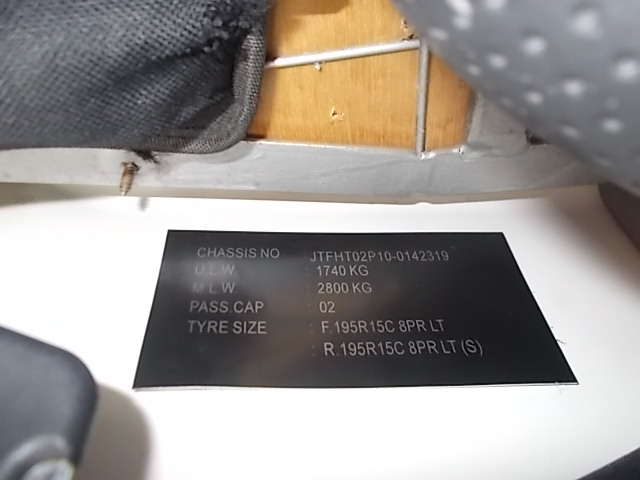 CHASSIS NO : JTFHT02P10-0142319
U.L.W : 1740 KG
M.L.W : 2800 KG
PASS.CAP : 02
TYRE SIZE : F.195R15C 8PR LT
: R.195R15C 8PR LT (S)